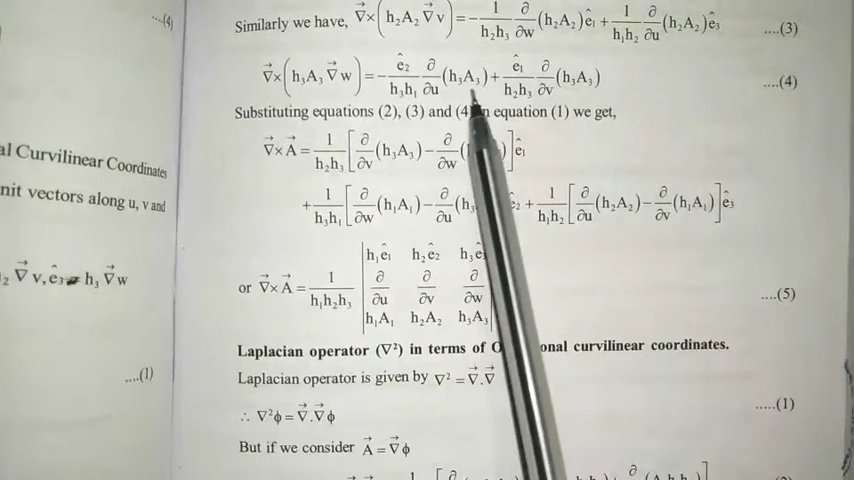 ....(4)
al Curvilinear Coordinates
nit vectors along u, v and
₂ ∇⃗ v, ê₃ = h₃ ∇⃗w
....(1)
Similarly we have, ∇⃗×(h₂A₂ ∇⃗ v) = −1/(h₂h₃) ∂/∂w (h₂A₂)ê₁ + 1/(h₁h₂) ∂/∂u (h₂A₂)ê₃ ....(3)
∇⃗×(h₃A₃ ∇⃗ w) = −ê₂/(h₃h₁) ∂/∂u (h₃A₃) + ê₁/(h₂h₃) ∂/∂v (h₃A₃) ....(4)
Substituting equations (2), (3) and (4) in equation (1) we get,
∇⃗×A⃗ = 1/(h₂h₃) [∂/∂v (h₃A₃) − ∂/∂w ( )] ê₁
+ 1/(h₃h₁) [∂/∂w (h₁A₁) − ∂/∂u (h₃ ê₂ + 1/(h₁h₂) [∂/∂u (h₂A₂) − ∂/∂v (h₁A₁)] ê₃
h₁ê₁ h₂ê₂ h₃ê₃
or ∇⃗×A⃗ = 1/(h₁h₂h₃) | ∂/∂u ∂/∂v ∂/∂w ....(5)
h₁A₁ h₂A₂ h₃A₃
Laplacian operator (∇²) in terms of O onal curvilinear coordinates.
Laplacian operator is given by ∇² = ∇⃗.∇⃗
∴ ∇²ϕ = ∇⃗.∇⃗ϕ .....(1)
But if we consider A⃗ = ∇⃗ϕ